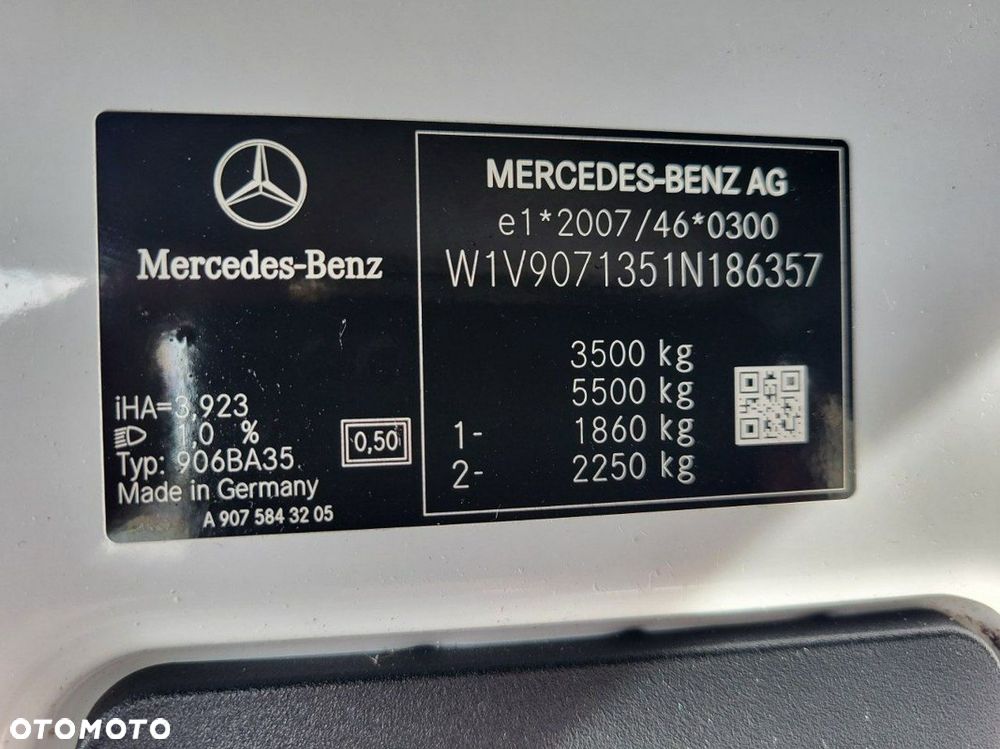 Mercedes-Benz
iHA=3,923
1,0 %
Typ: 906BA35
Made in Germany
A 907 584 32 05
0,50
MERCEDES-BENZ AG
e1*2007/46*0300
W1V9071351N186357
3500 kg
5500 kg
1- 1860 kg
2- 2250 kg
OTOMOTO